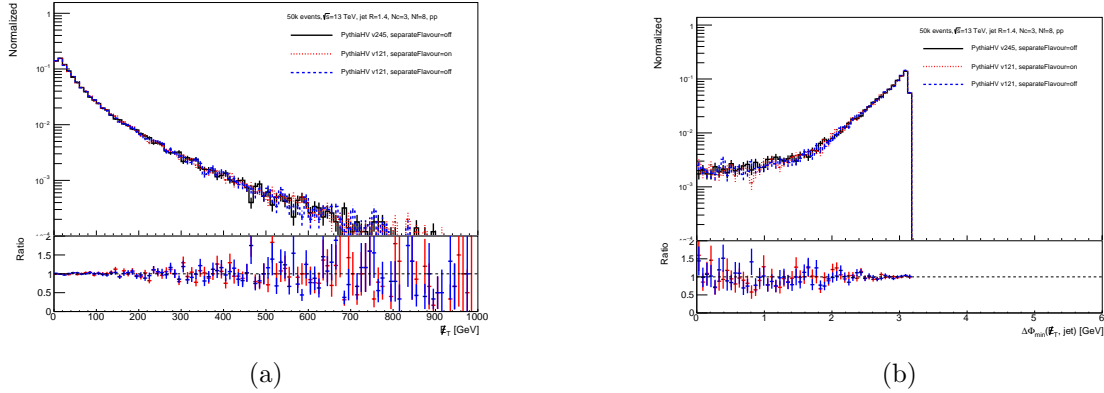 Normalized
50k events, √s=13 TeV, jet R=1.4, Nc=3, Nf=8, pp
PythiaHV v245, separateFlavour=off
PythiaHV v121, separateFlavour=on
PythiaHV v121, separateFlavour=off
1
10⁻¹
10⁻²
10⁻³
Ratio
2
1.5
1
0.5
0
0 100 200 300 400 500 600 700 800 900 1000
E̸_T [GeV]
(a)
Normalized
50k events, √s=13 TeV, jet R=1.4, Nc=3, Nf=8, pp
PythiaHV v245, separateFlavour=off
PythiaHV v121, separateFlavour=on
PythiaHV v121, separateFlavour=off
1
10⁻¹
10⁻²
10⁻³
Ratio
2
1.5
1
0.5
0
0 1 2 3 4 5 6
ΔΦ_min(E̸_T, jet) [GeV]
(b)